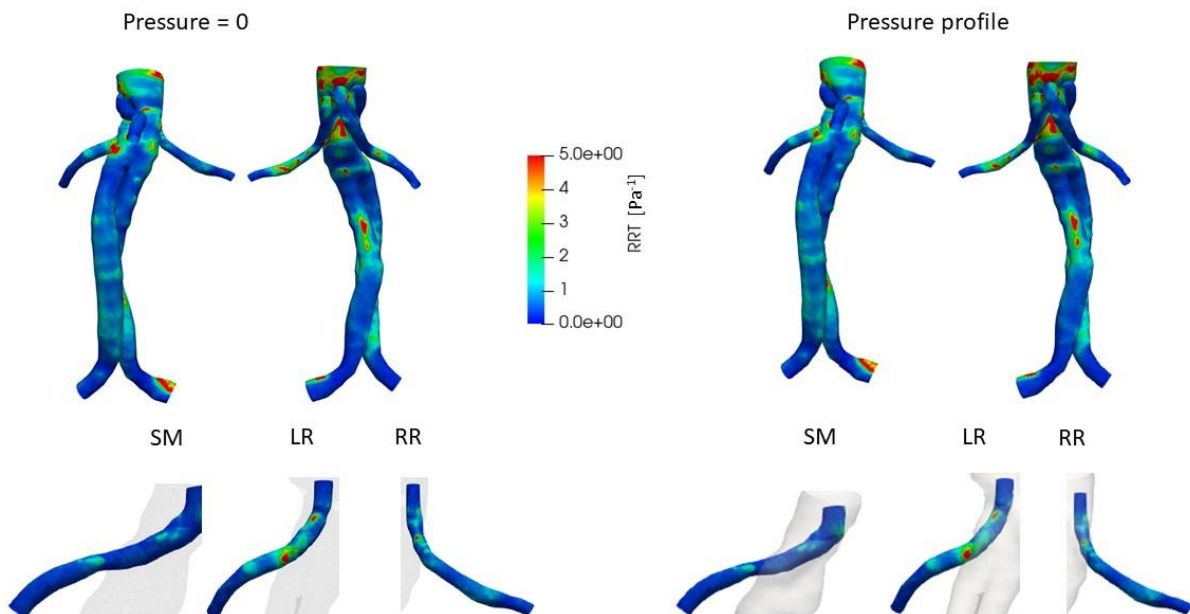 Pressure = 0
Pressure profile
5.0e+00
4
3
2
1
0.0e+00
RRT [Pa⁻¹]
SM LR RR
SM LR RR